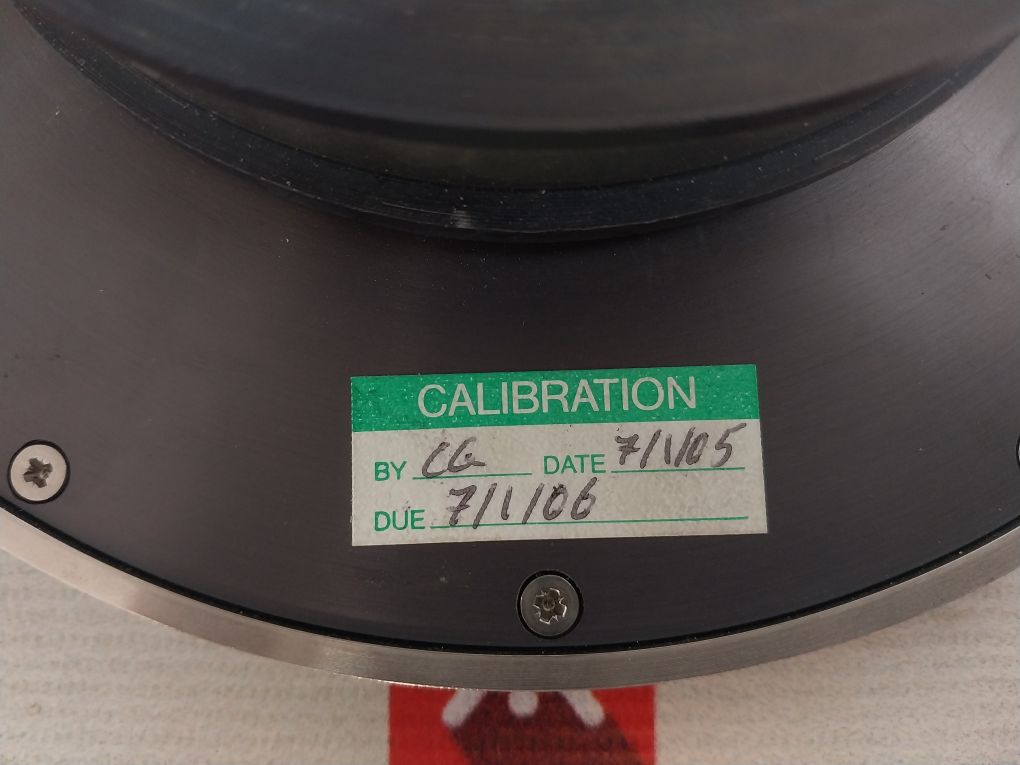 CALIBRATION
BY CG DATE 7/1/05
DUE 7/1/06